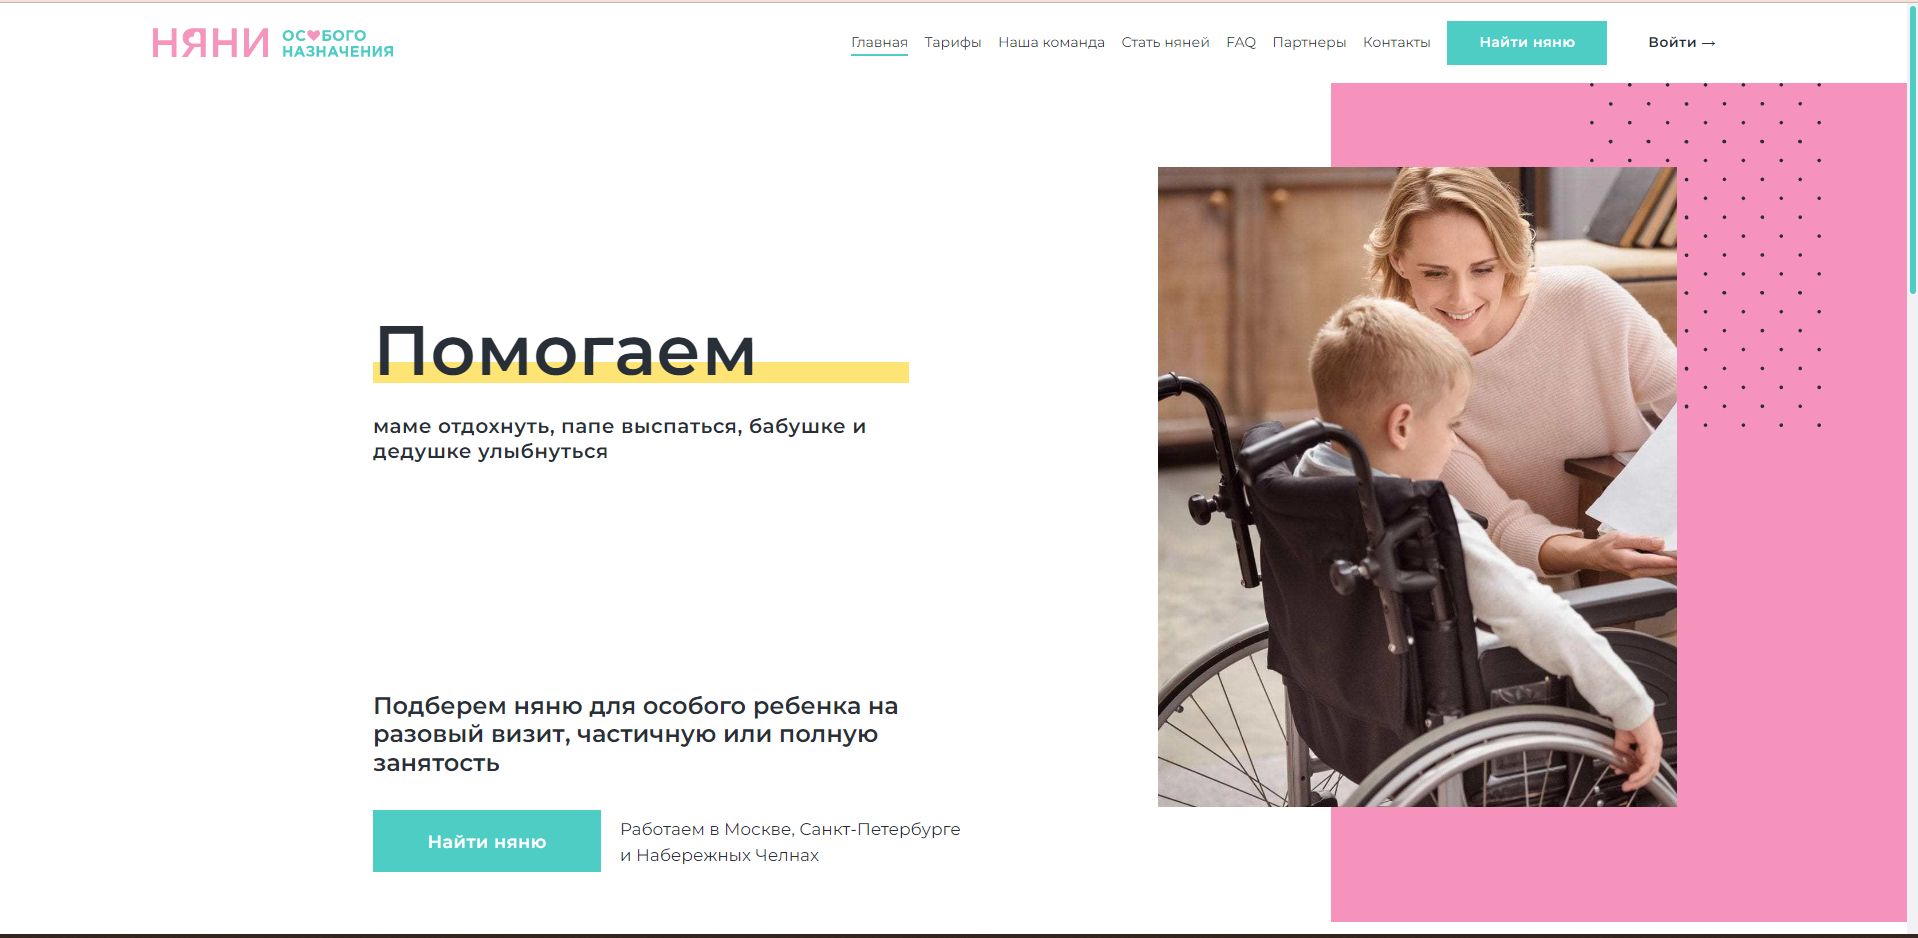 НЯНИ ОСОБОГО
НАЗНАЧЕНИЯ
Главная Тарифы Наша команда Стать няней FAQ Партнеры Контакты Найти няню Войти →
Помогаем
маме отдохнуть, папе выспаться, бабушке и
дедушке улыбнуться
Подберем няню для особого ребенка на
разовый визит, частичную или полную
занятость
Найти няню
Работаем в Москве, Санкт-Петербурге
и Набережных Челнах